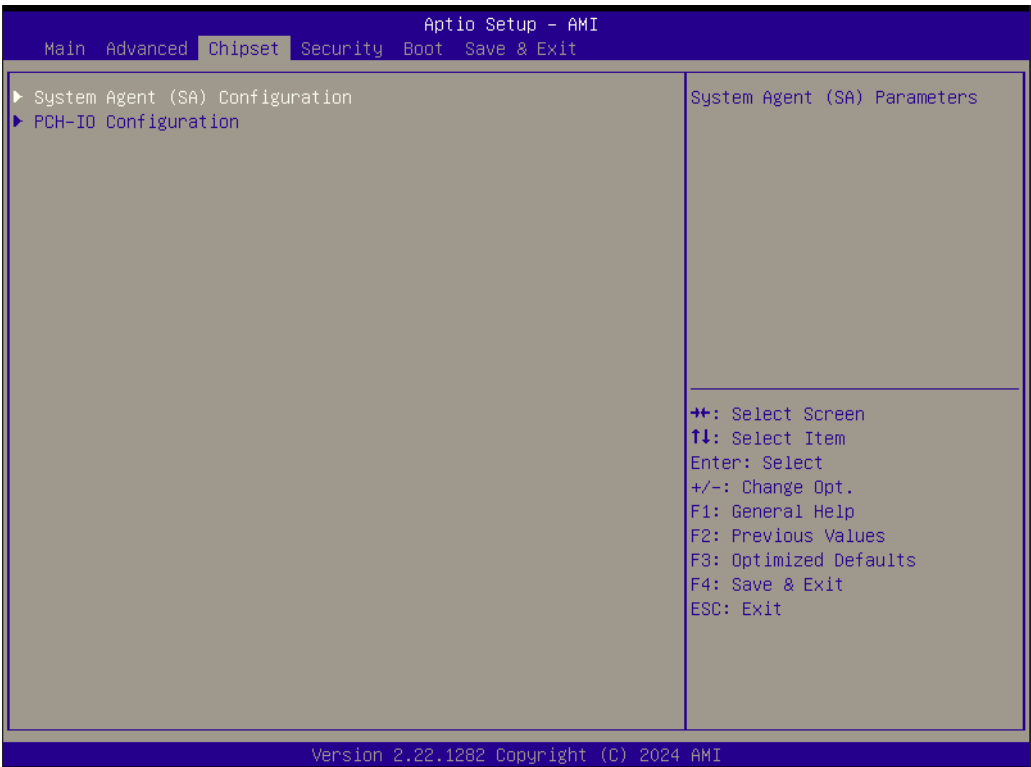 Aptio Setup – AMI
Main Advanced Chipset Security Boot Save & Exit
▶ System Agent (SA) Configuration
▶ PCH-IO Configuration
System Agent (SA) Parameters
→←: Select Screen
↑↓: Select Item
Enter: Select
+/-: Change Opt.
F1: General Help
F2: Previous Values
F3: Optimized Defaults
F4: Save & Exit
ESC: Exit
Version 2.22.1282 Copyright (C) 2024 AMI